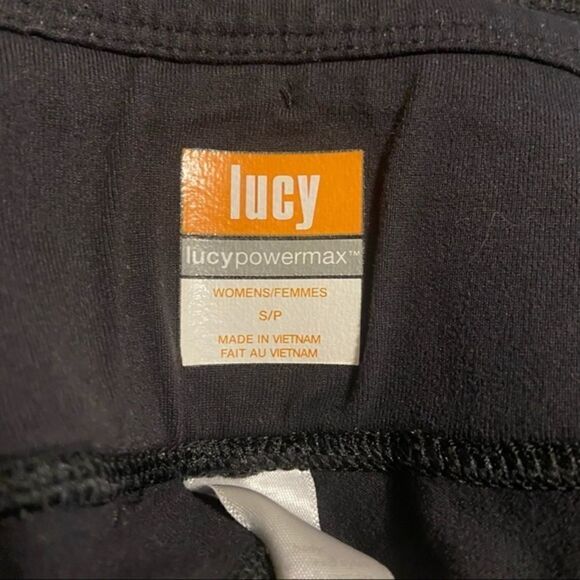 lucy
lucypowermax™
WOMENS/FEMMES
S/P
MADE IN VIETNAM
FAIT AU VIETNAM